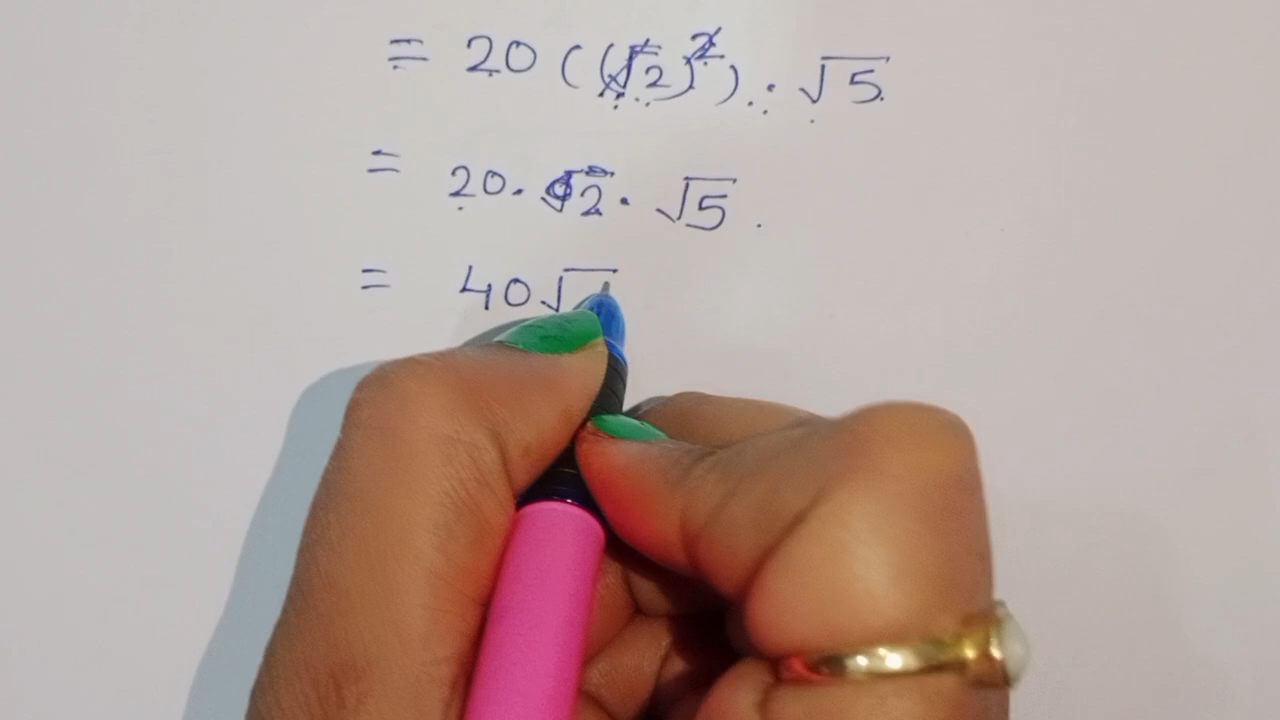 = 20 ((√2)²) · √5
= 20 · √2 · √5.
= 40√